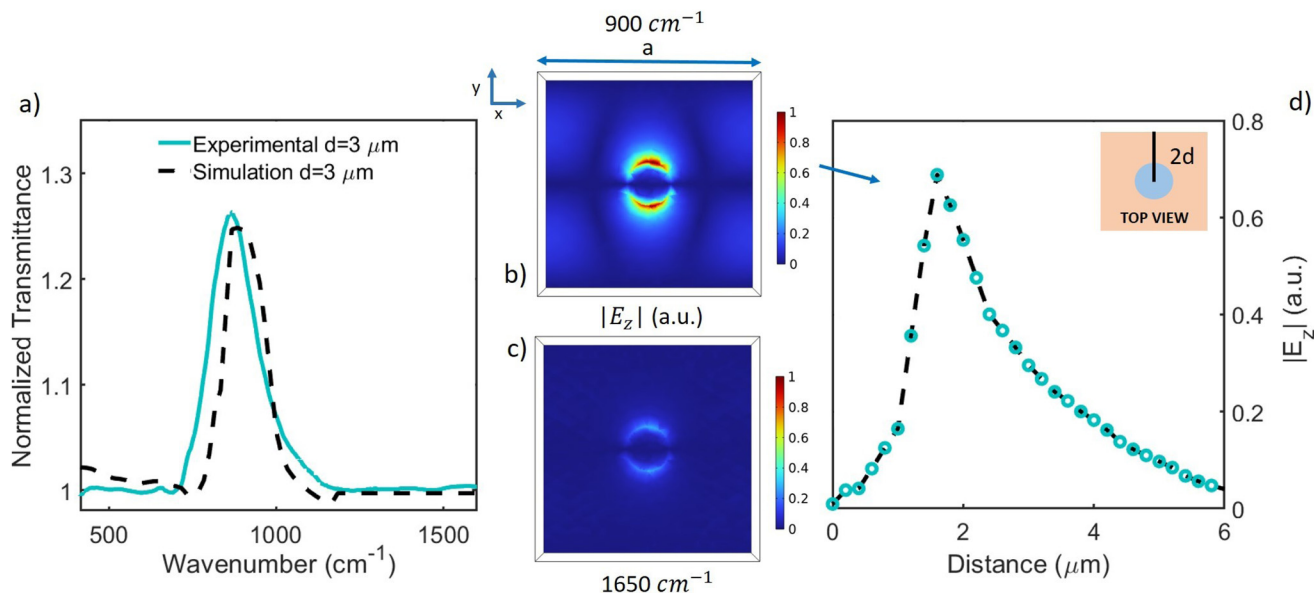 a)
Experimental d=3 μm
Simulation d=3 μm
1.3
1.2
1.1
1
Normalized Transmittance
500
1000
1500
Wavenumber (cm⁻¹)
900 cm⁻¹
a
y
x
b)
1
0.8
0.6
0.4
0.2
0
|E_z| (a.u.)
c)
1
0.8
0.6
0.4
0.2
0
1650 cm⁻¹
d)
2d
TOP VIEW
0.8
0.6
0.4
0.2
0
|E_z| (a.u.)
0
2
4
6
Distance (μm)